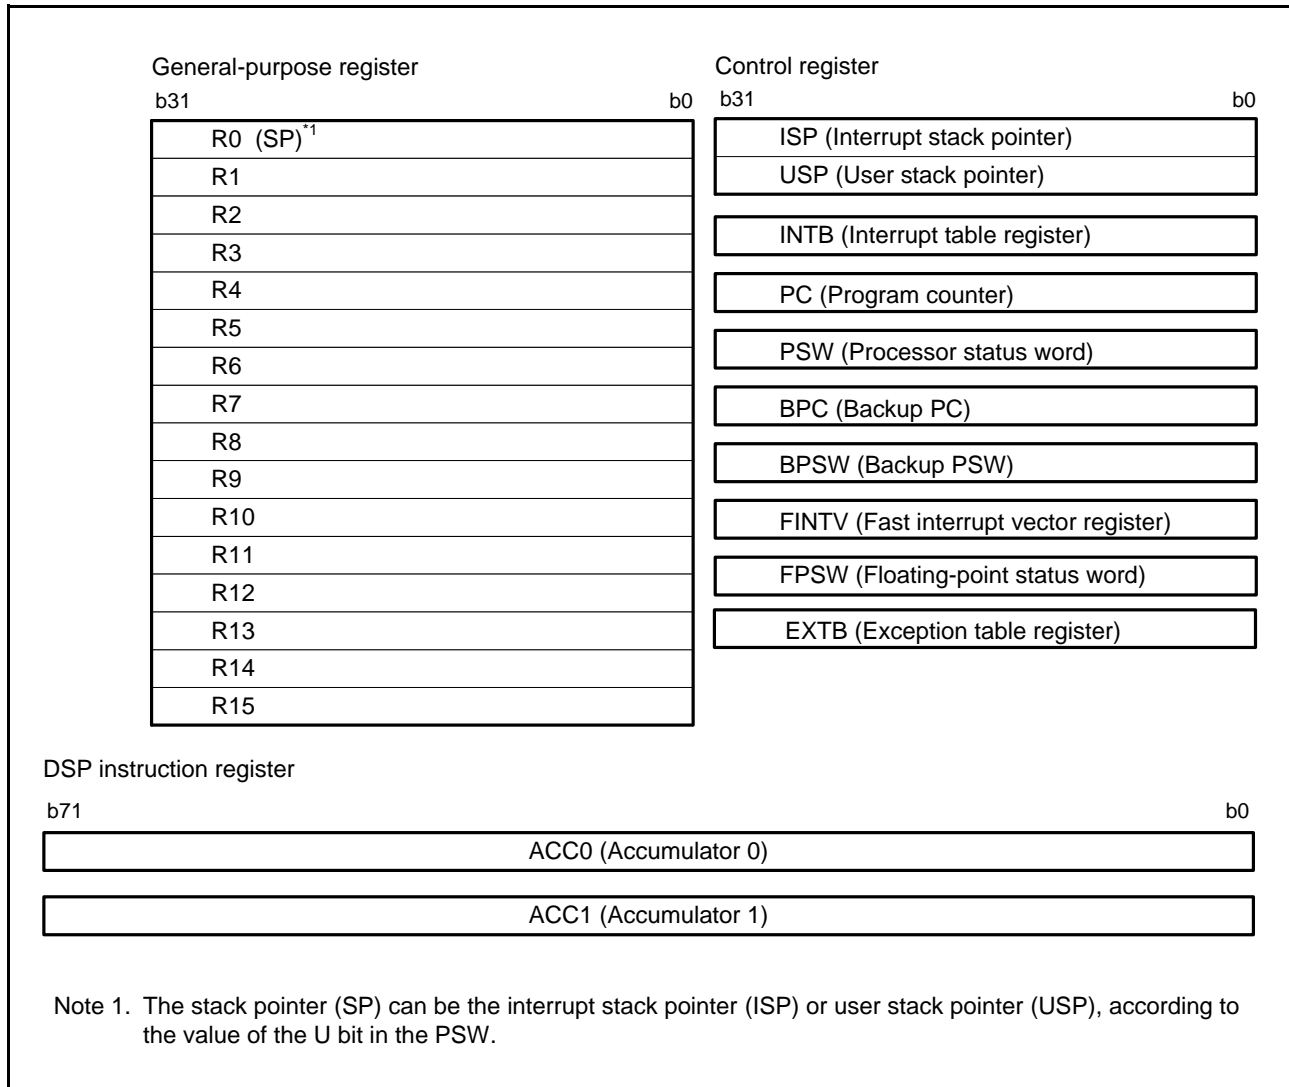 General-purpose register
b31 b0
R0 (SP)*1
R1
R2
R3
R4
R5
R6
R7
R8
R9
R10
R11
R12
R13
R14
R15
Control register
b31 b0
ISP (Interrupt stack pointer)
USP (User stack pointer)
INTB (Interrupt table register)
PC (Program counter)
PSW (Processor status word)
BPC (Backup PC)
BPSW (Backup PSW)
FINTV (Fast interrupt vector register)
FPSW (Floating-point status word)
EXTB (Exception table register)
DSP instruction register
b71 b0
ACC0 (Accumulator 0)
ACC1 (Accumulator 1)
Note 1. The stack pointer (SP) can be the interrupt stack pointer (ISP) or user stack pointer (USP), according to
the value of the U bit in the PSW.